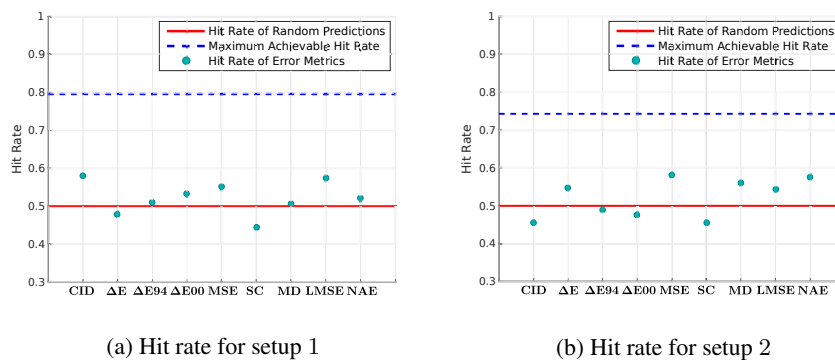 Hit Rate of Random Predictions
Maximum Achievable Hit Rate
Hit Rate of Error Metrics
Hit Rate
1
0.9
0.8
0.7
0.6
0.5
0.4
0.3
CID ΔE ΔE94 ΔE00 MSE SC MD LMSE NAE
(a) Hit rate for setup 1
Hit Rate of Random Predictions
Maximum Achievable Hit Rate
Hit Rate of Error Metrics
Hit Rate
1
0.9
0.8
0.7
0.6
0.5
0.4
0.3
CID ΔE ΔE94 ΔE00 MSE SC MD LMSE NAE
(b) Hit rate for setup 2